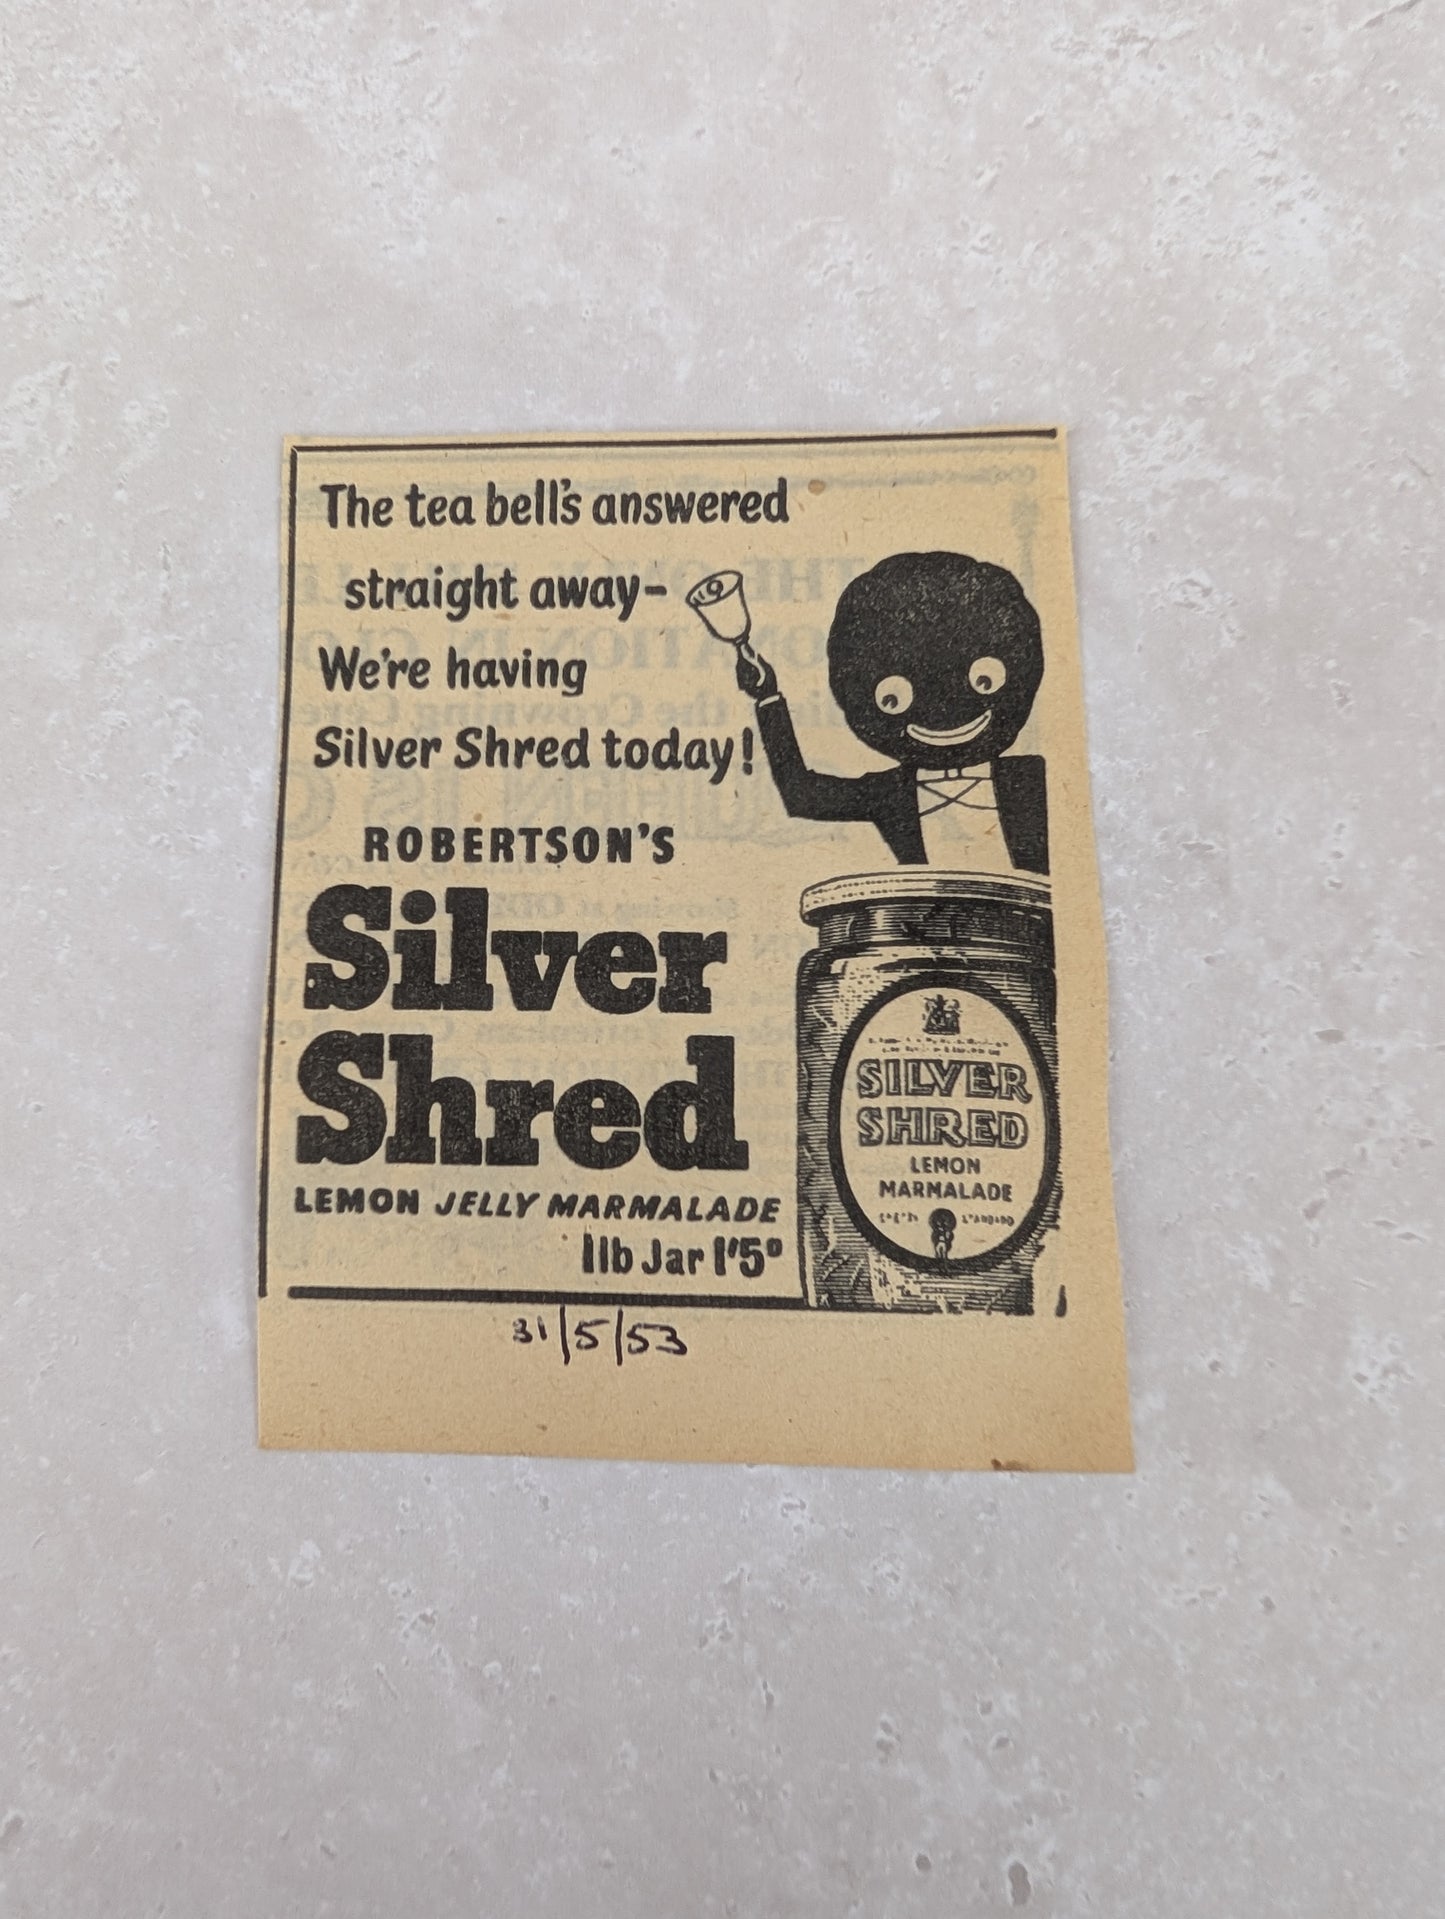 The tea bell's answered
straight away-
We're having
Silver Shred today!
ROBERTSON'S
Silver
Shred
LEMON JELLY MARMALADE
1lb Jar 1'5ᴰ
SILVER
SHRED
LEMON
MARMALADE
STANDARD
31/5/53